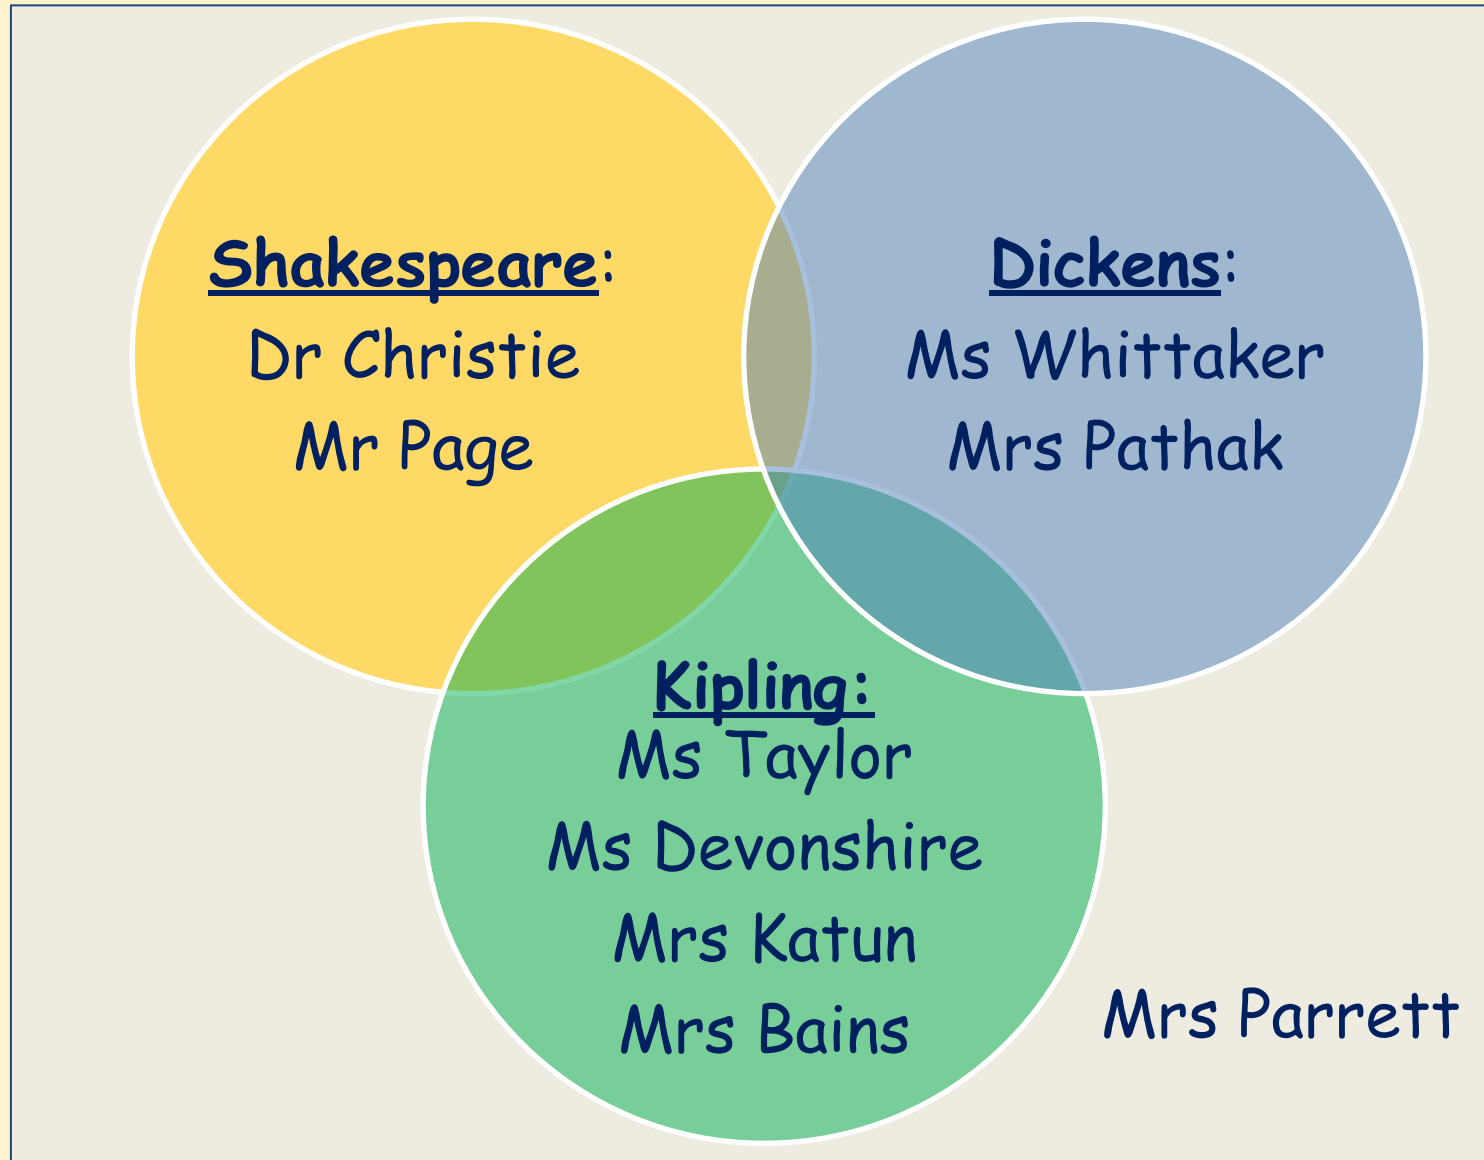 Shakespeare:
Dr Christie
Mr Page
Dickens:
Ms Whittaker
Mrs Pathak
Kipling:
Ms Taylor
Ms Devonshire
Mrs Katun
Mrs Bains
Mrs Parrett